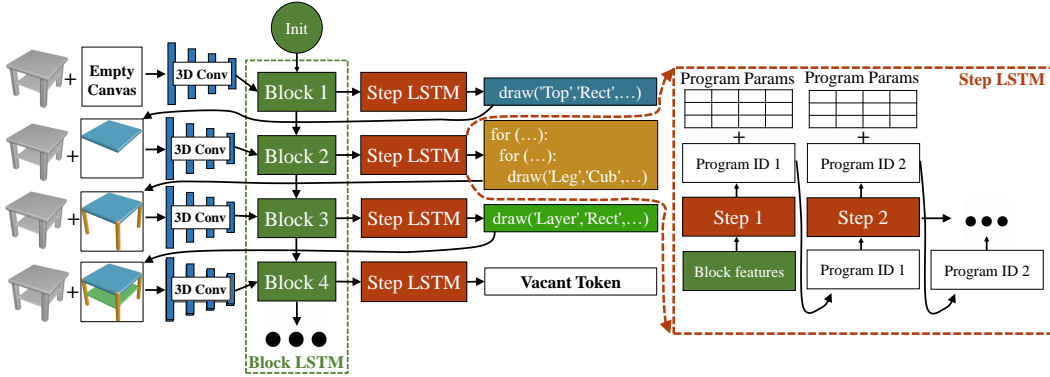 Init
+
Empty
Canvas
3D Conv
Block 1
Step LSTM
draw('Top','Rect',...)
+
3D Conv
Block 2
Step LSTM
for (...):
for (...):
draw('Leg','Cub',...)
+
3D Conv
Block 3
Step LSTM
draw('Layer','Rect',...)
+
3D Conv
Block 4
Step LSTM
Vacant Token
Block LSTM
Program Params
Program Params
Step LSTM
+
+
Program ID 1
Program ID 2
Step 1
Step 2
Block features
Program ID 1
Program ID 2